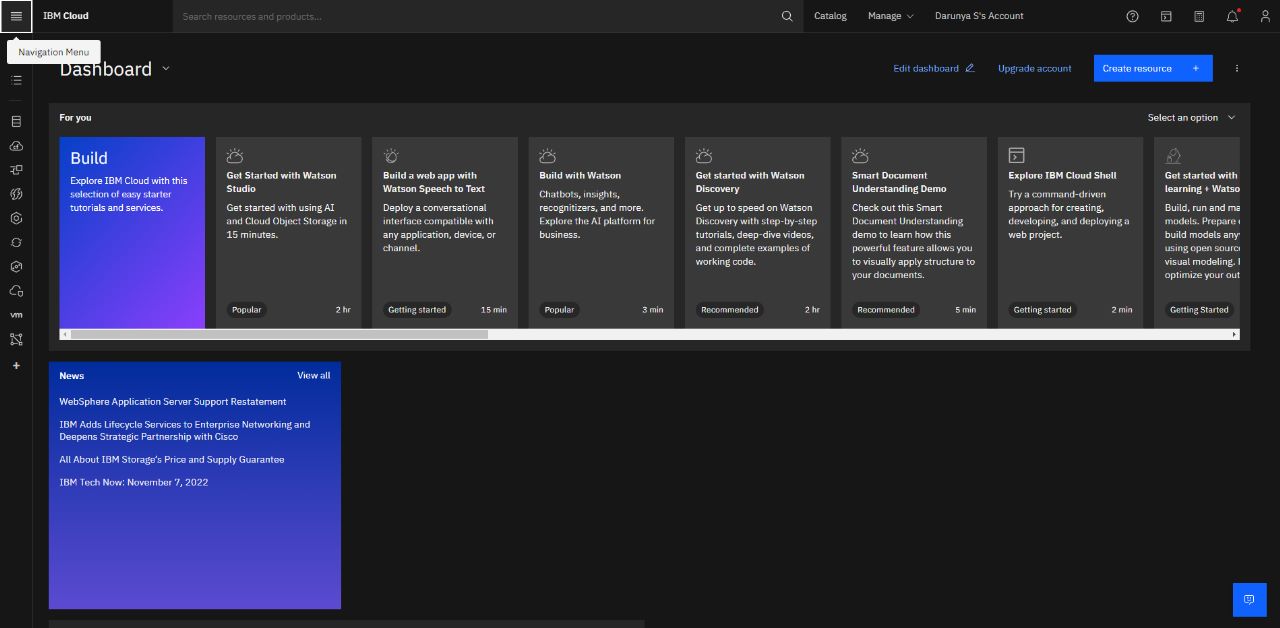 IBM Cloud
Search resources and products...
Catalog
Manage
Darunya S's Account
Navigation Menu
Dashboard
Edit dashboard
Upgrade account
Create resource +
For you
Select an option
Build
Explore IBM Cloud with this
selection of easy starter
tutorials and services.
Get Started with Watson
Studio
Get started with using AI
and Cloud Object Storage in
15 minutes.
Popular
2 hr
Build a web app with
Watson Speech to Text
Deploy a conversational
interface compatible with
any application, device, or
channel.
Getting started
15 min
Build with Watson
Chatbots, insights,
recognizers, and more.
Explore the AI platform for
business.
Popular
3 min
Get started with Watson
Discovery
Get up to speed on Watson
Discovery with step-by-step
tutorials, deep-dive videos,
and complete examples of
working code.
Recommended
2 hr
Smart Document
Understanding Demo
Check out this Smart
Document Understanding
demo to learn how this
powerful feature allows you
to visually apply structure to
your documents.
Recommended
5 min
Explore IBM Cloud Shell
Try a command-driven
approach for creating,
developing, and deploying a
web project.
Getting started
2 min
Get started with
learning + Watso
Build, run and ma
models. Prepare
build models any
using open sourc
visual modeling.
optimize your out
Getting Started
vm
News
View all
WebSphere Application Server Support Restatement
IBM Adds Lifecycle Services to Enterprise Networking and
Deepens Strategic Partnership with Cisco
All About IBM Storage's Price and Supply Guarantee
IBM Tech Now: November 7, 2022